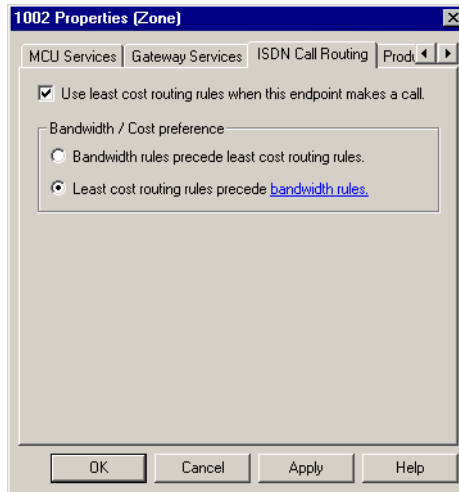 1002 Properties (Zone)
MCU Services Gateway Services ISDN Call Routing
Use least cost routing rules when this endpoint makes a call.
Bandwidth / Cost preference
Bandwidth rules precede least cost routing rules.
Least cost routing rules precede bandwidth rules.
OK Cancel Apply Help